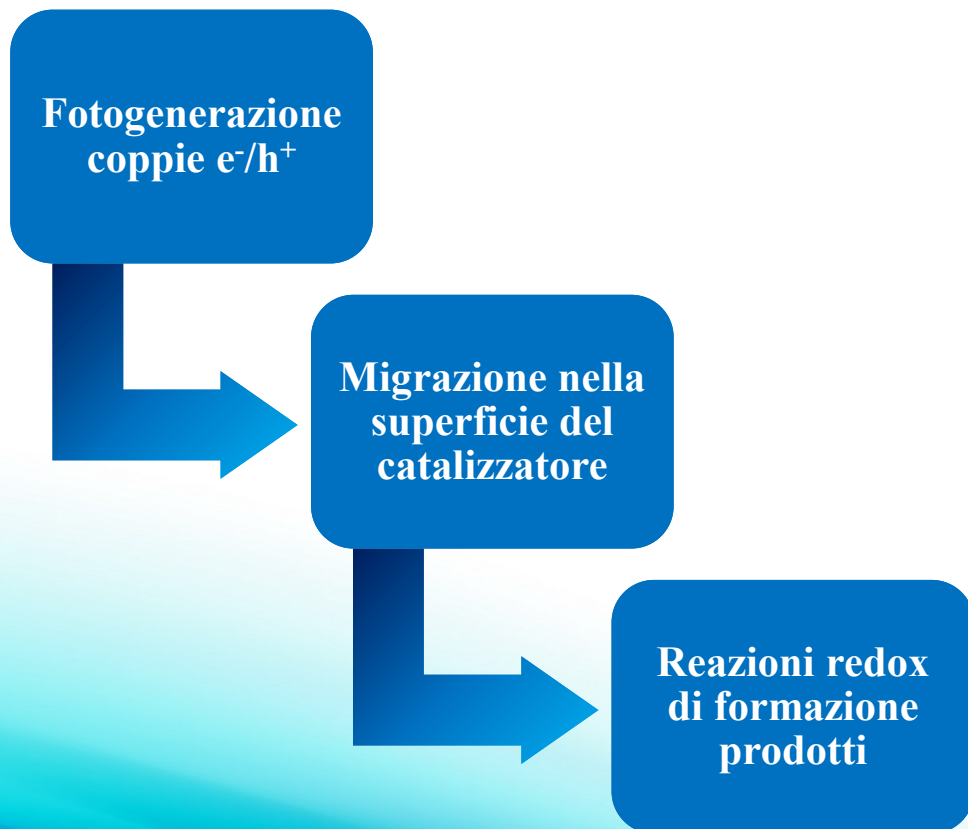 Fotogenerazione
coppie e⁻/h⁺
Migrazione nella
superficie del
catalizzatore
Reazioni redox
di formazione
prodotti